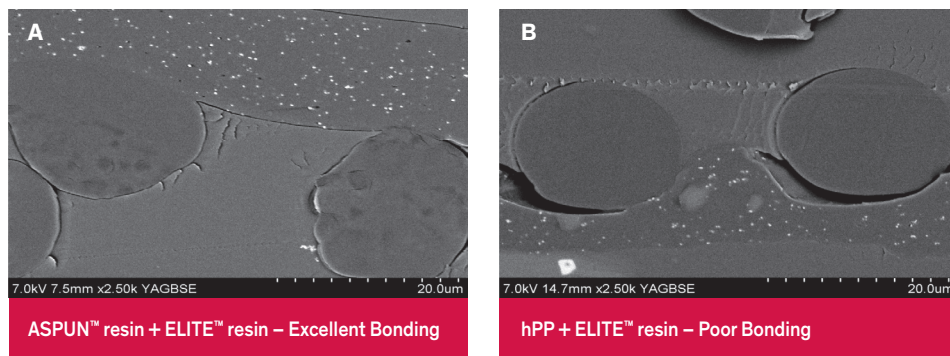 A
B
7.0kV 7.5mm x2.50k YAGBSE
20.0um
7.0kV 14.7mm x2.50k YAGBSE
20.0um
ASPUN™ resin + ELITE™ resin – Excellent Bonding
hPP + ELITE™ resin – Poor Bonding